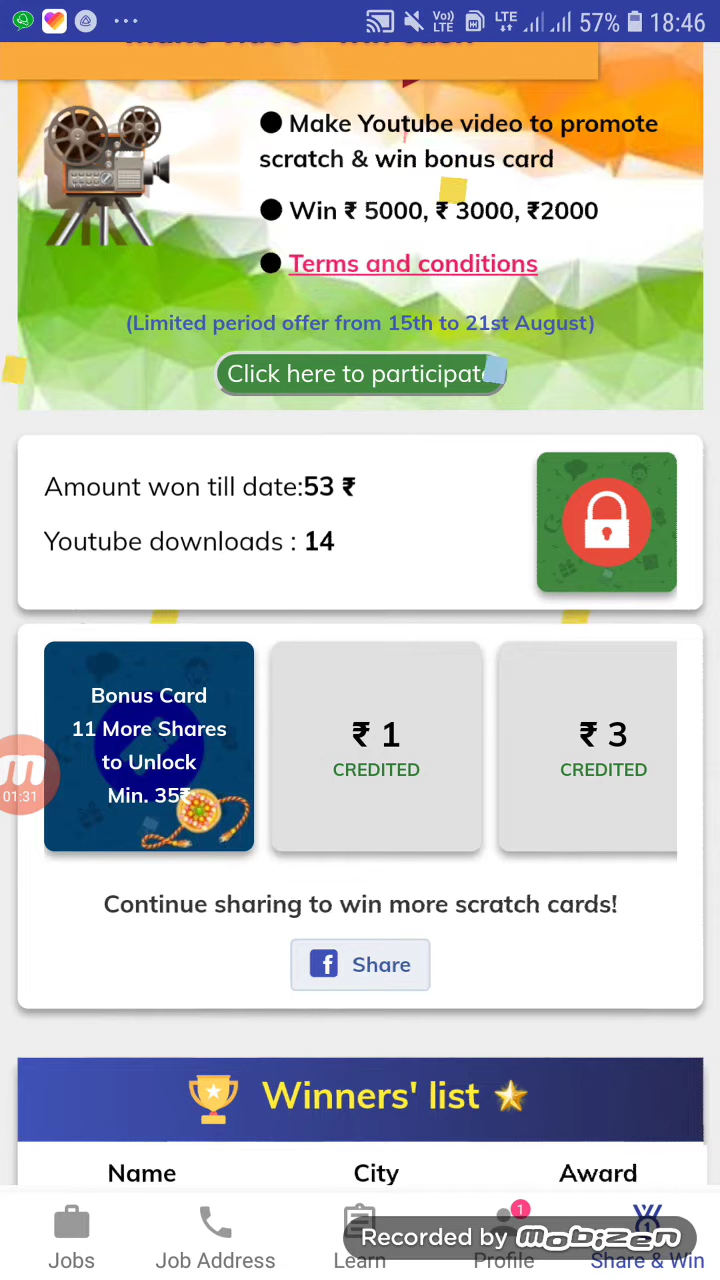 Vo)) LTE LTE 57% 18:46
● Make Youtube video to promote
scratch & win bonus card
● Win ₹ 5000, ₹ 3000, ₹2000
● Terms and conditions
(Limited period offer from 15th to 21st August)
Click here to participate
Amount won till date:53 ₹
Youtube downloads : 14
Bonus Card
11 More Shares
to Unlock
Min. 35₹
₹ 1
CREDITED
₹ 3
CREDITED
01:31
Continue sharing to win more scratch cards!
f Share
Winners' list
Name City Award
1
Recorded by mobizen
Jobs Job Address Learn Profile Share & Win